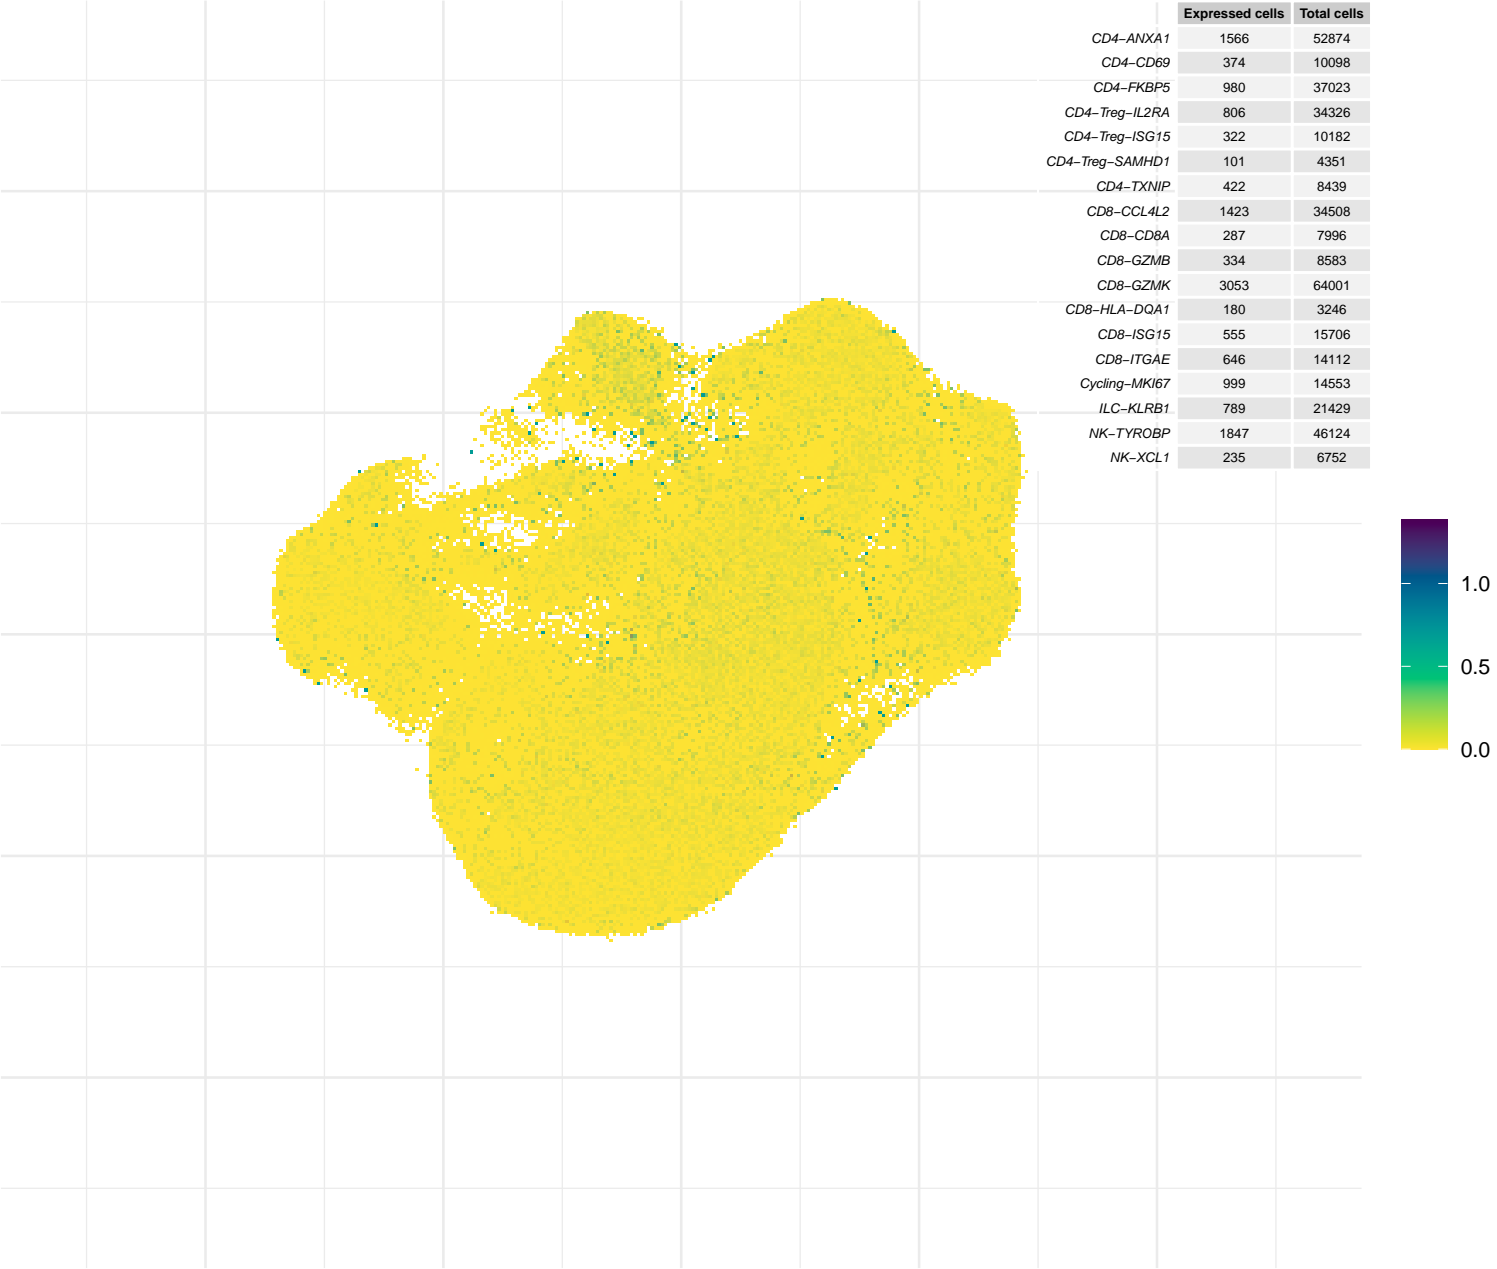 Expressed cells Total cells
CD4−ANXA1 1566 52874
CD4−CD69 374 10098
CD4−FKBP5 980 37023
CD4−Treg−IL2RA 806 34326
CD4−Treg−ISG15 322 10182
CD4−Treg−SAMHD1 101 4351
CD4−TXNIP 422 8439
CD8−CCL4L2 1423 34508
CD8−CD8A 287 7996
CD8−GZMB 334 8583
CD8−GZMK 3053 64001
CD8−HLA−DQA1 180 3246
CD8−ISG15 555 15706
CD8−ITGAE 646 14112
Cycling−MKI67 999 14553
ILC−KLRB1 789 21429
NK−TYROBP 1847 46124
NK−XCL1 235 6752
1.0
0.5
0.0